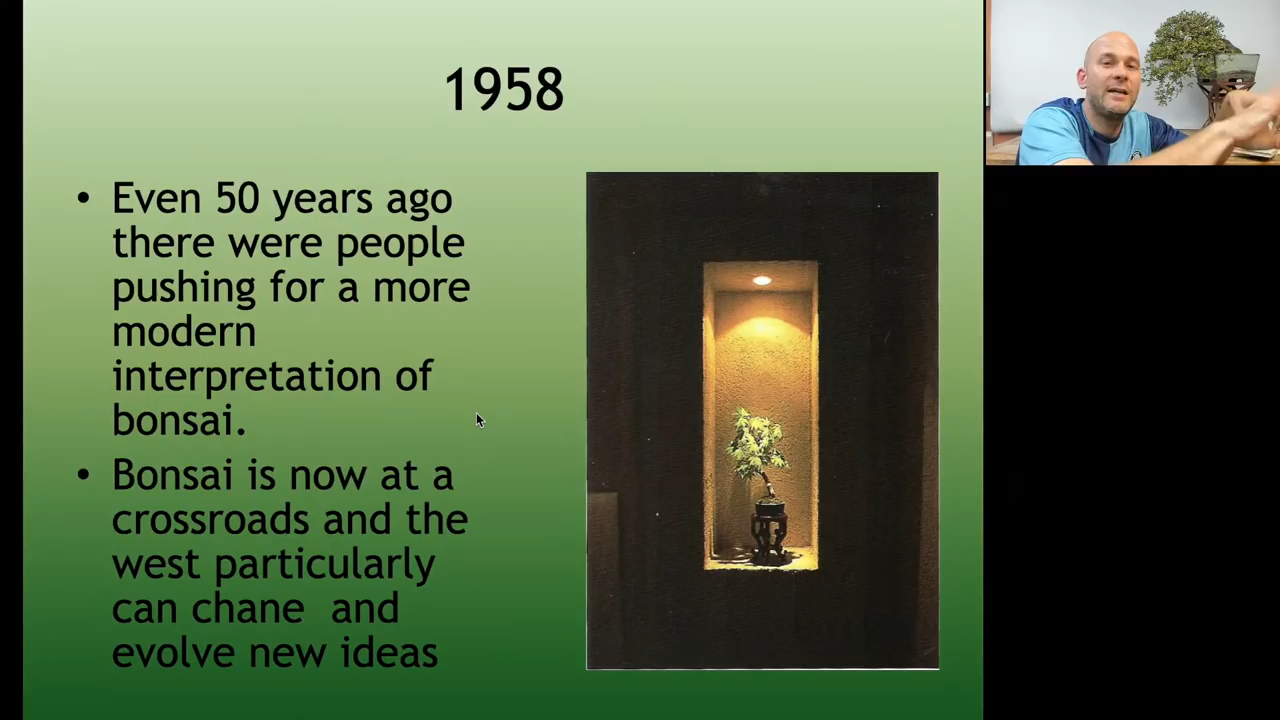 1958
• Even 50 years ago
there were people
pushing for a more
modern
interpretation of
bonsai.
• Bonsai is now at a
crossroads and the
west particularly
can chane  and
evolve new ideas